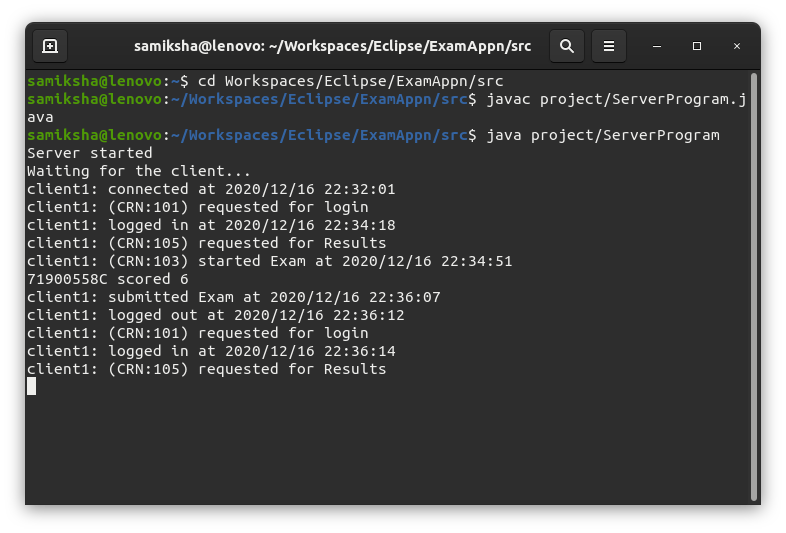 samiksha@lenovo: ~/Workspaces/Eclipse/ExamAppn/src
samiksha@lenovo:~$ cd Workspaces/Eclipse/ExamAppn/src
samiksha@lenovo:~/Workspaces/Eclipse/ExamAppn/src$ javac project/ServerProgram.j
ava
samiksha@lenovo:~/Workspaces/Eclipse/ExamAppn/src$ java project/ServerProgram
Server started
Waiting for the client...
client1: connected at 2020/12/16 22:32:01
client1: (CRN:101) requested for login
client1: logged in at 2020/12/16 22:34:18
client1: (CRN:105) requested for Results
client1: (CRN:103) started Exam at 2020/12/16 22:34:51
71900558C scored 6
client1: submitted Exam at 2020/12/16 22:36:07
client1: logged out at 2020/12/16 22:36:12
client1: (CRN:101) requested for login
client1: logged in at 2020/12/16 22:36:14
client1: (CRN:105) requested for Results